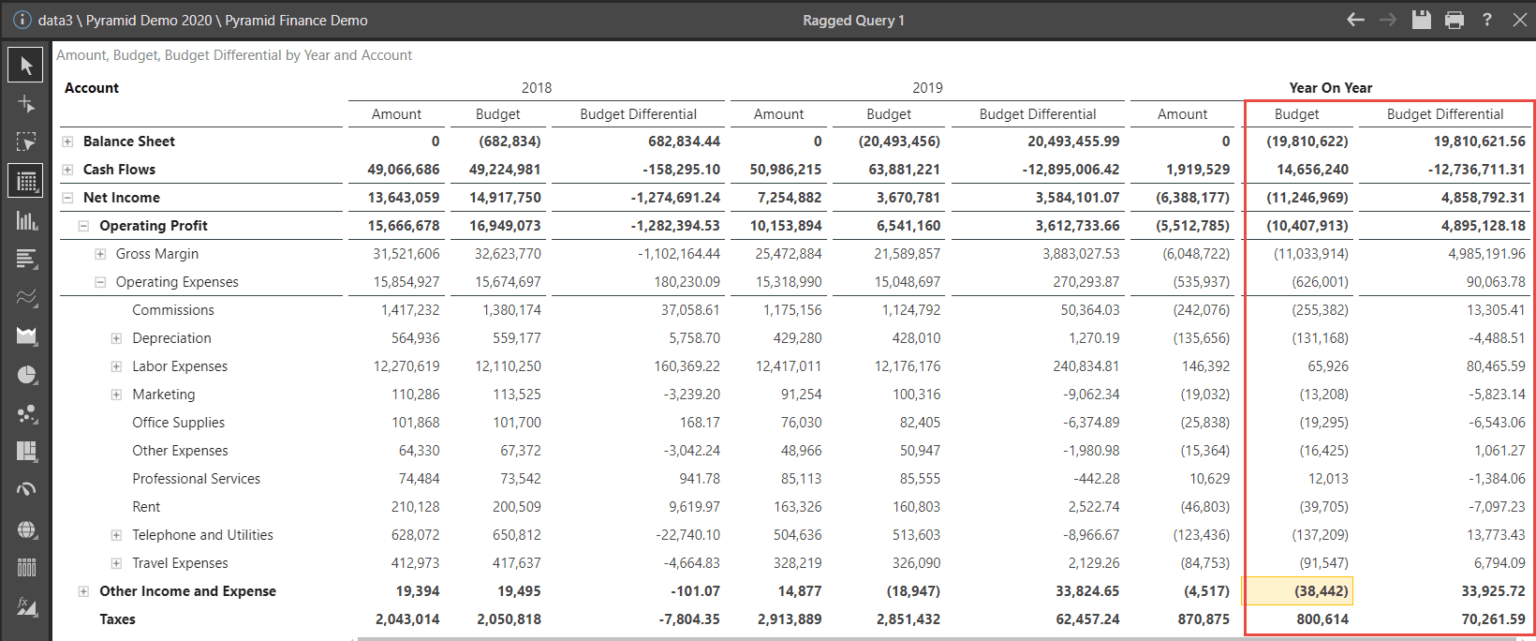 data3 \ Pyramid Demo 2020 \ Pyramid Finance Demo Ragged Query 1 ?
Amount, Budget, Budget Differential by Year and Account
Account 2018 2019 Year On Year
Amount Budget Budget Differential Amount Budget Budget Differential Amount Budget Budget Differential
Balance Sheet 0 (682,834) 682,834.44 0 (20,493,456) 20,493,455.99 0 (19,810,622) 19,810,621.56
Cash Flows 49,066,686 49,224,981 -158,295.10 50,986,215 63,881,221 -12,895,006.42 1,919,529 14,656,240 -12,736,711.31
Net Income 13,643,059 14,917,750 -1,274,691.24 7,254,882 3,670,781 3,584,101.07 (6,388,177) (11,246,969) 4,858,792.31
Operating Profit 15,666,678 16,949,073 -1,282,394.53 10,153,894 6,541,160 3,612,733.66 (5,512,785) (10,407,913) 4,895,128.18
Gross Margin 31,521,606 32,623,770 -1,102,164.44 25,472,884 21,589,857 3,883,027.53 (6,048,722) (11,033,914) 4,985,191.96
Operating Expenses 15,854,927 15,674,697 180,230.09 15,318,990 15,048,697 270,293.87 (535,937) (626,001) 90,063.78
Commissions 1,417,232 1,380,174 37,058.61 1,175,156 1,124,792 50,364.03 (242,076) (255,382) 13,305.41
Depreciation 564,936 559,177 5,758.70 429,280 428,010 1,270.19 (135,656) (131,168) -4,488.51
Labor Expenses 12,270,619 12,110,250 160,369.22 12,417,011 12,176,176 240,834.81 146,392 65,926 80,465.59
Marketing 110,286 113,525 -3,239.20 91,254 100,316 -9,062.34 (19,032) (13,208) -5,823.14
Office Supplies 101,868 101,700 168.17 76,030 82,405 -6,374.89 (25,838) (19,295) -6,543.06
Other Expenses 64,330 67,372 -3,042.24 48,966 50,947 -1,980.98 (15,364) (16,425) 1,061.27
Professional Services 74,484 73,542 941.78 85,113 85,555 -442.28 10,629 12,013 -1,384.06
Rent 210,128 200,509 9,619.97 163,326 160,803 2,522.74 (46,803) (39,705) -7,097.23
Telephone and Utilities 628,072 650,812 -22,740.10 504,636 513,603 -8,966.67 (123,436) (137,209) 13,773.43
Travel Expenses 412,973 417,637 -4,664.83 328,219 326,090 2,129.26 (84,753) (91,547) 6,794.09
Other Income and Expense 19,394 19,495 -101.07 14,877 (18,947) 33,824.65 (4,517) (38,442) 33,925.72
Taxes 2,043,014 2,050,818 -7,804.35 2,913,889 2,851,432 62,457.24 870,875 800,614 70,261.59